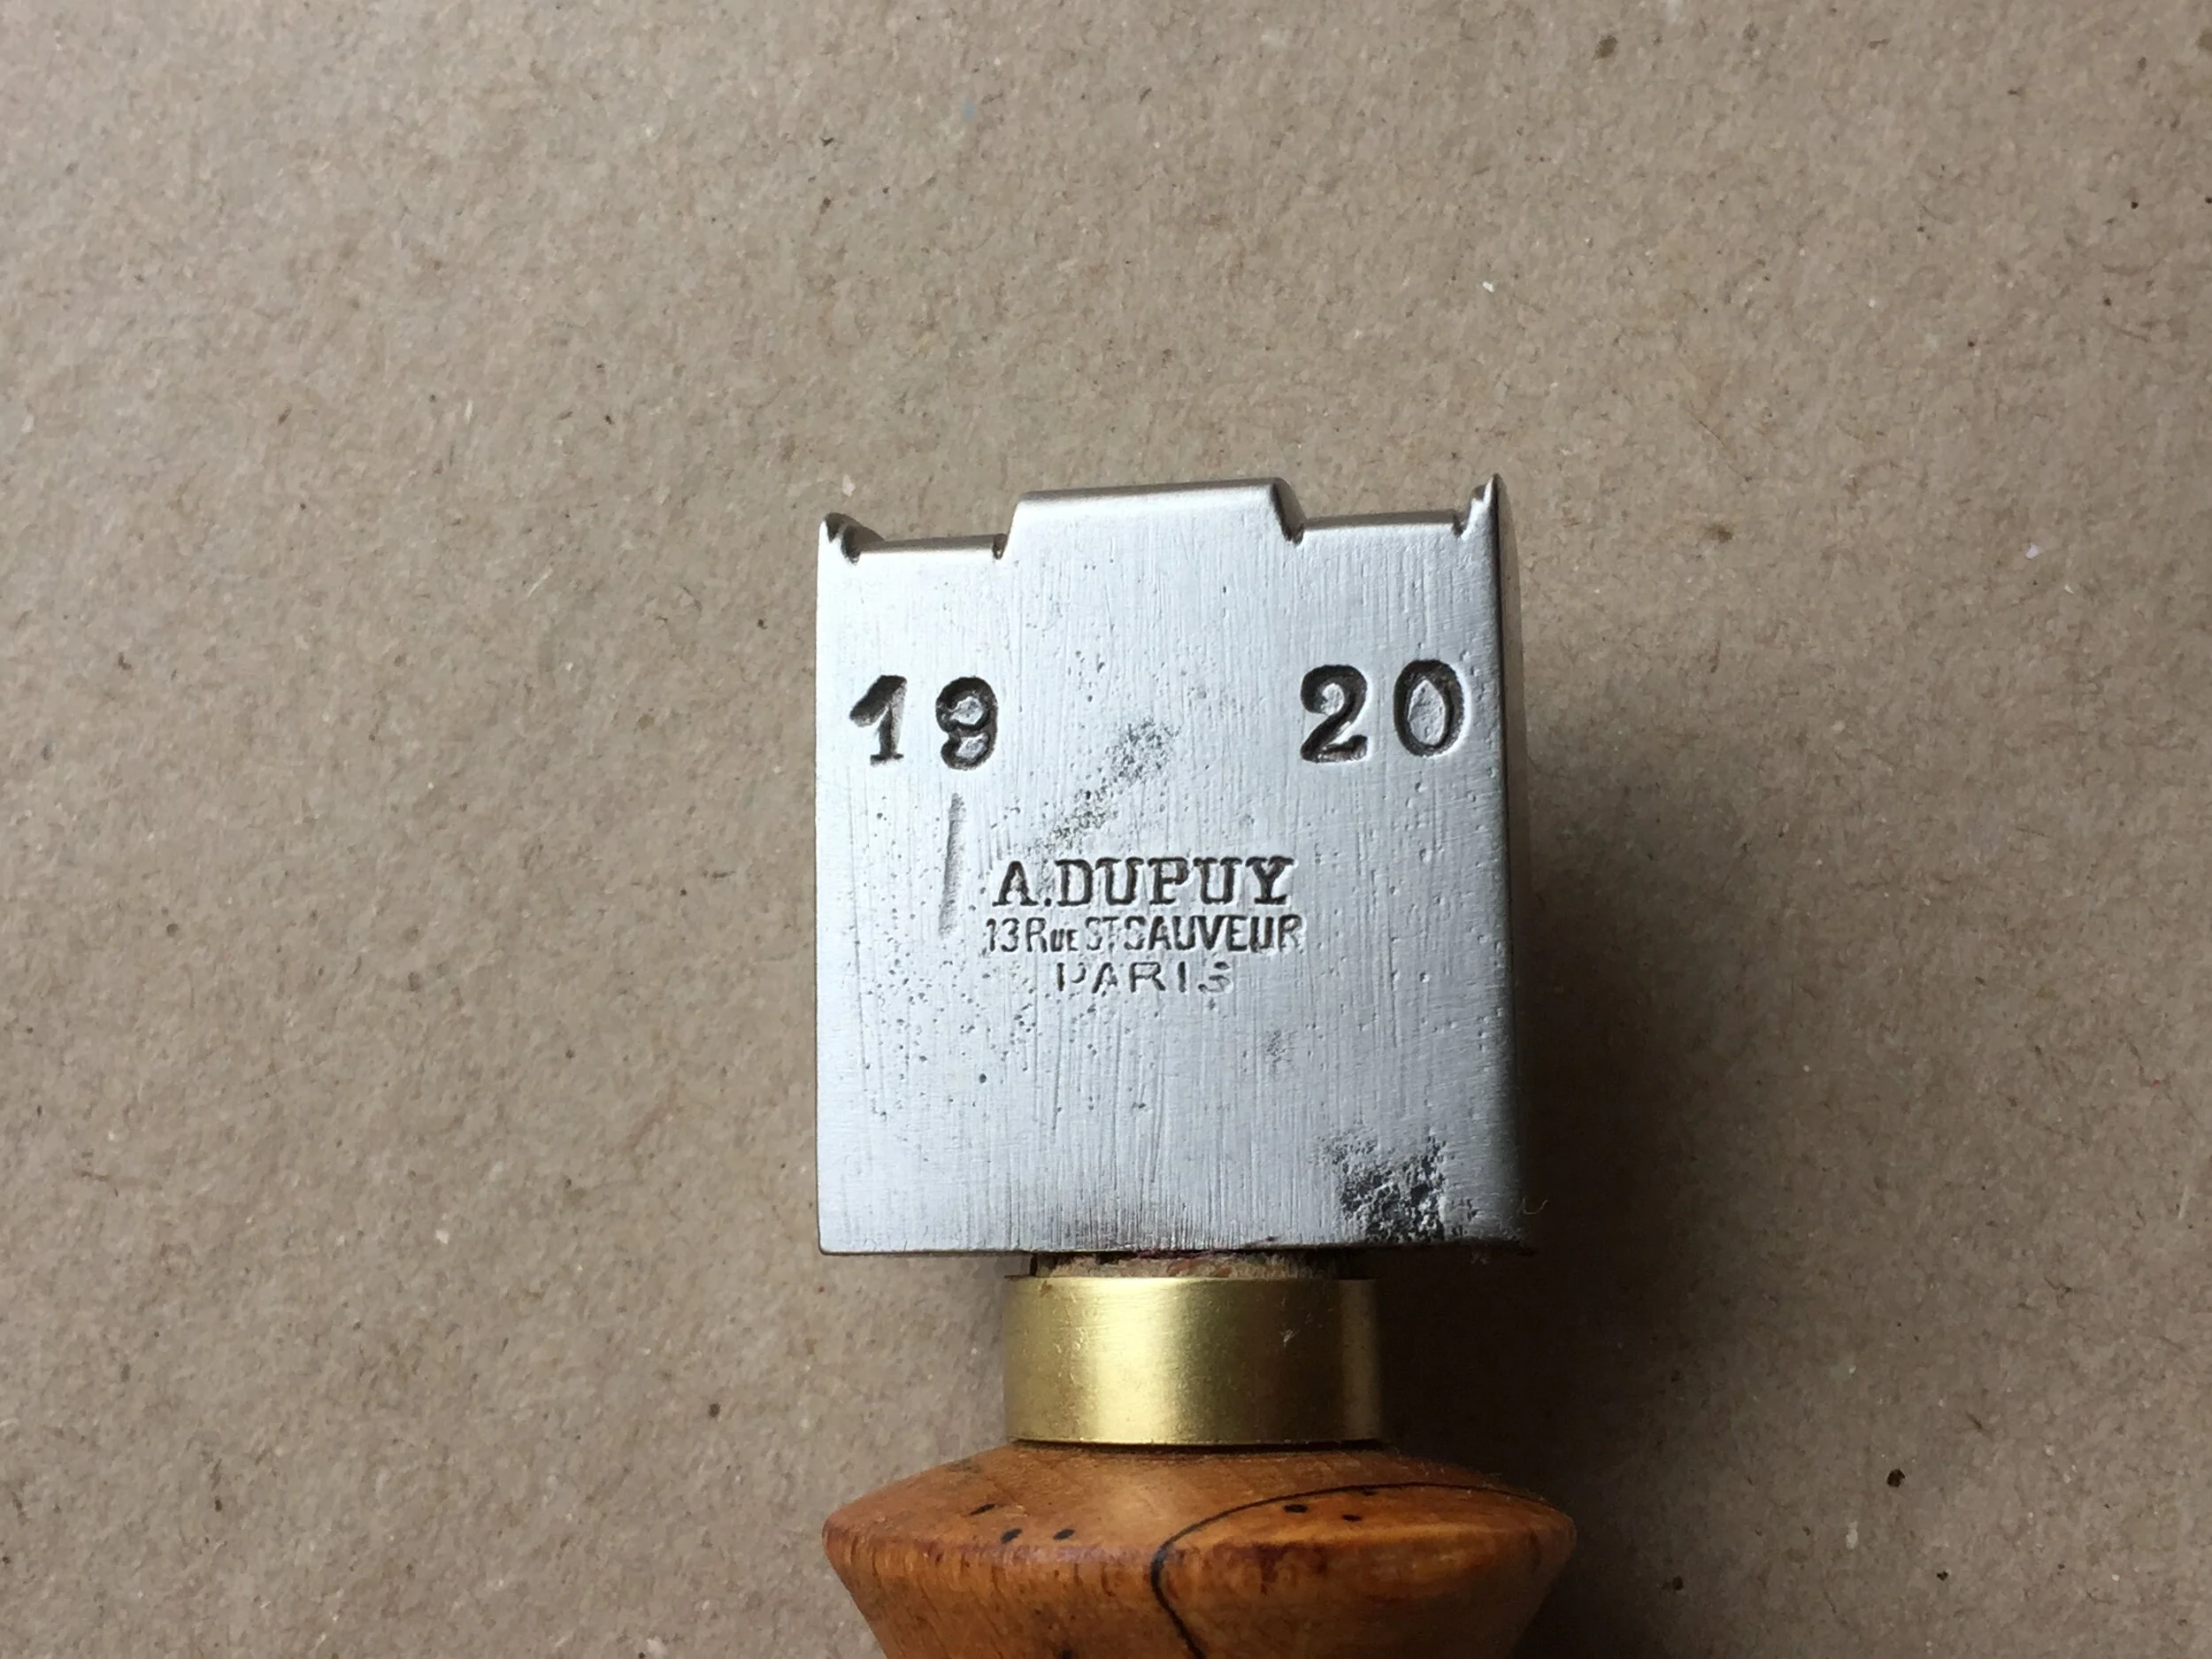 19 20
A.DUPUY
13 RUE ST SAUVEUR
PARIS